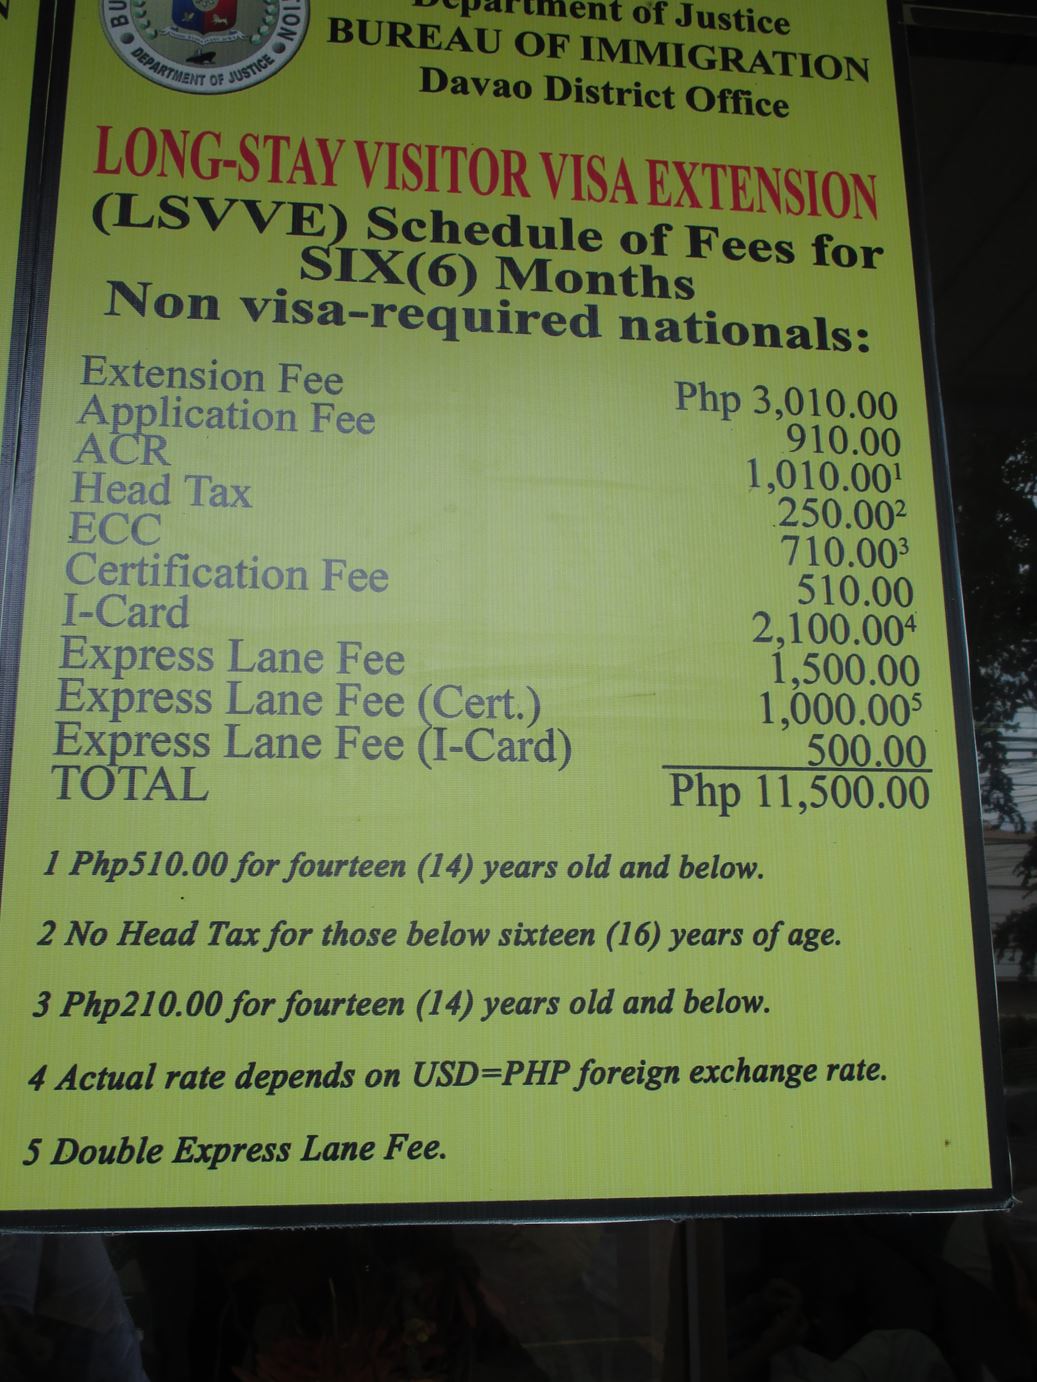 DEPARTMENT OF JUSTICE
Department of Justice
BUREAU OF IMMIGRATION
Davao District Office
LONG-STAY VISITOR VISA EXTENSION
(LSVVE) Schedule of Fees for
SIX(6) Months
Non visa-required nationals:
Extension Fee Php 3,010.00
Application Fee 910.00
ACR 1,010.00¹
Head Tax 250.00²
ECC 710.00³
Certification Fee 510.00
I-Card 2,100.00⁴
Express Lane Fee 1,500.00
Express Lane Fee (Cert.) 1,000.00⁵
Express Lane Fee (I-Card) 500.00
TOTAL Php 11,500.00
1 Php510.00 for fourteen (14) years old and below.
2 No Head Tax for those below sixteen (16) years of age.
3 Php210.00 for fourteen (14) years old and below.
4 Actual rate depends on USD=PHP foreign exchange rate.
5 Double Express Lane Fee.